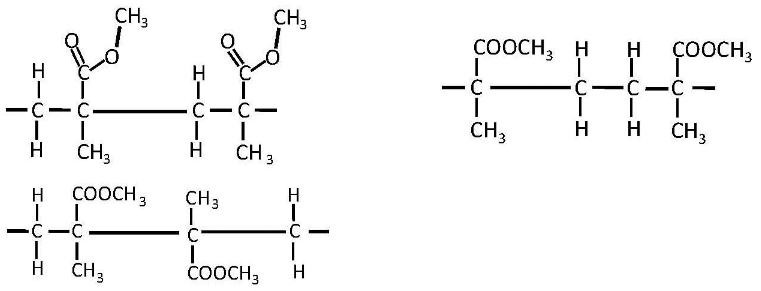 CH₃ CH₃
O O O O
H C H C
C C C C
H CH₃ H CH₃
COOCH₃ H H COOCH₃
C C C C
CH₃ H H CH₃
H COOCH₃ CH₃ H
C C C C
H CH₃ COOCH₃ H